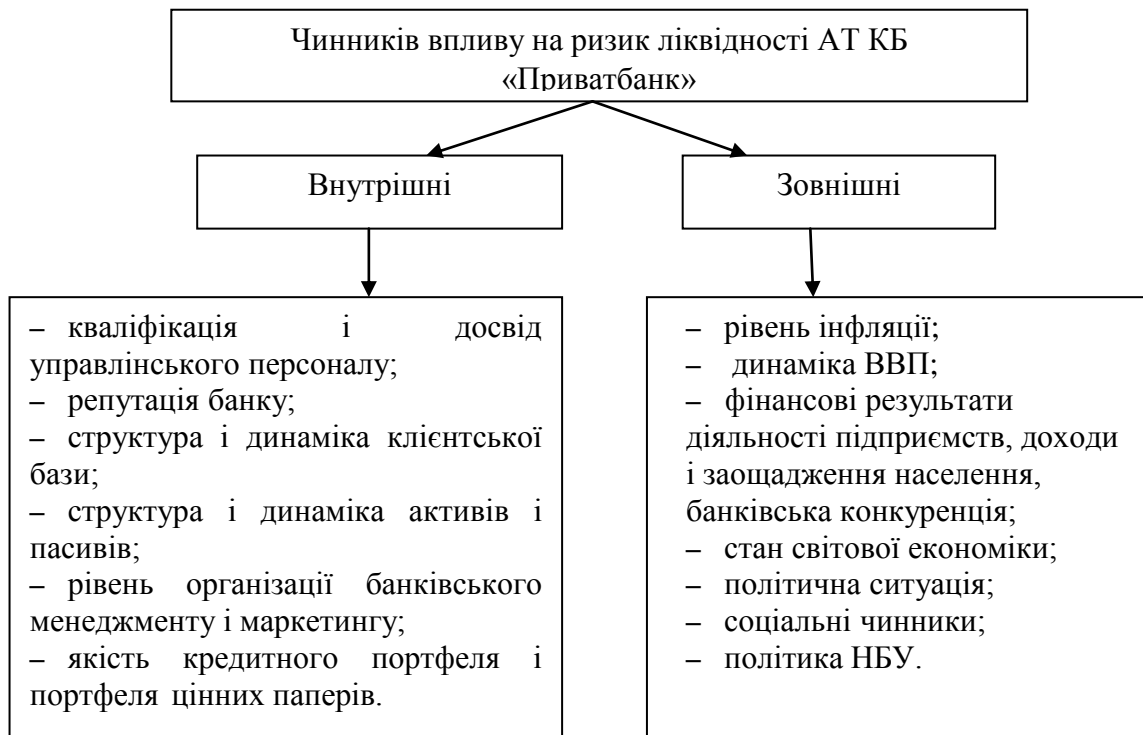 Чинників впливу на ризик ліквідності АТ КБ
«Приватбанк»
Внутрішні
Зовнішні
– кваліфікація і досвід
управлінського персоналу;
– репутація банку;
– структура і динаміка клієнтської
бази;
– структура і динаміка активів і
пасивів;
– рівень організації банківського
менеджменту і маркетингу;
– якість кредитного портфеля і
портфеля цінних паперів.
– рівень інфляції;
– динаміка ВВП;
– фінансові результати
діяльності підприємств, доходи
і заощадження населення,
банківська конкуренція;
– стан світової економіки;
– політична ситуація;
– соціальні чинники;
– політика НБУ.